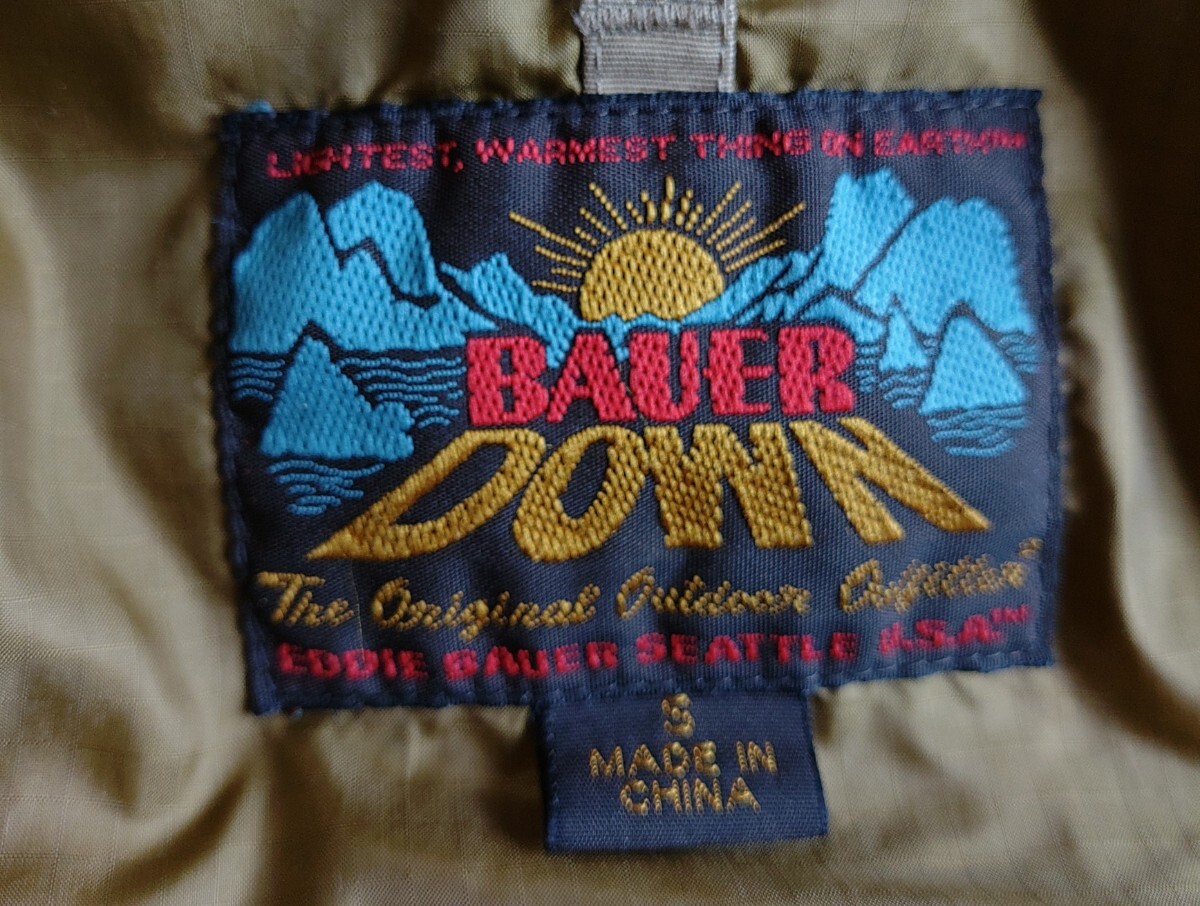 LIGHTEST, WARMEST THING ON EARTH™
BAUER
DOWN
The Original Outdoor Outfitter®
EDDIE BAUER SEATTLE U.S.A.™
S
MADE IN
CHINA